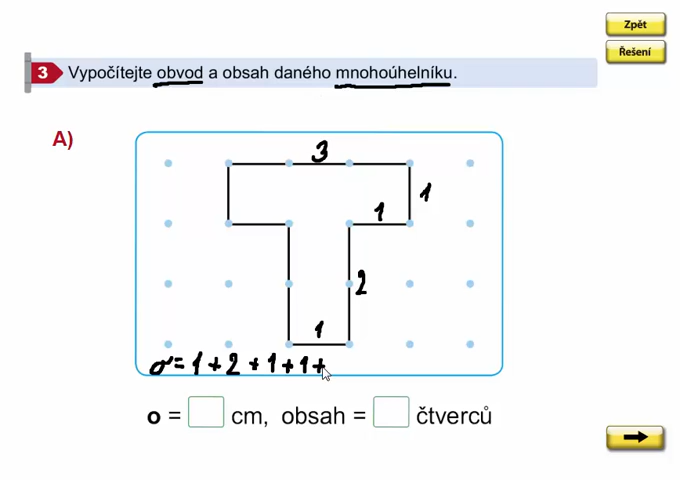 Zpět
Řešení
3 Vypočítejte obvod a obsah daného mnohoúhelníku.
A)
3
1
1
2
1
o = 1 + 2 + 1 + 1 +
o = cm, obsah = čtverců